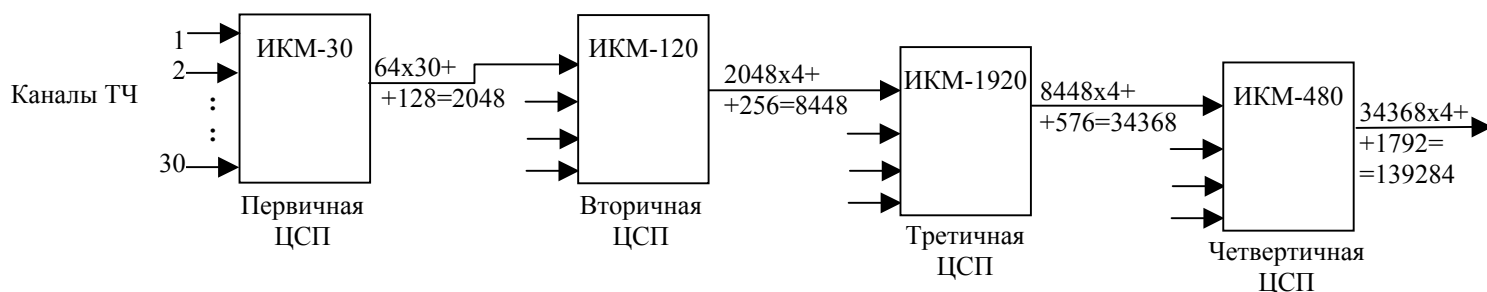 Каналы ТЧ
1
2
:
:
30
ИКМ-30
Первичная
ЦСП
64x30+
+128=2048
ИКМ-120
Вторичная
ЦСП
2048x4+
+256=8448
ИКМ-1920
Третичная
ЦСП
8448x4+
+576=34368
ИКМ-480
Четвертичная
ЦСП
34368x4+
+1792=
=139284